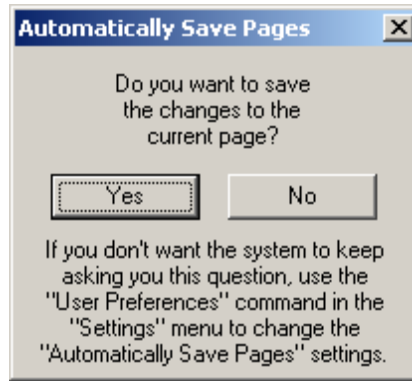 Automatically Save Pages
Do you want to save
the changes to the
current page?
Yes No
If you don't want the system to keep
asking you this question, use the
"User Preferences" command in the
"Settings" menu to change the
"Automatically Save Pages" settings.